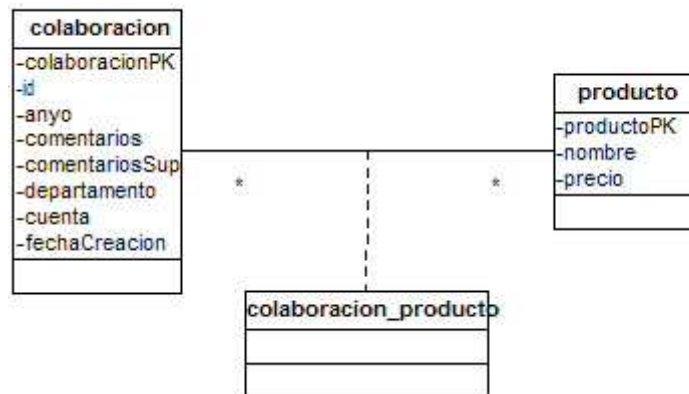 colaboracion
-colaboracionPK
-id
-anyo
-comentarios
-comentariosSup
-departamento
-cuenta
-fechaCreacion
*
*
producto
-productoPK
-nombre
-precio
colaboracion_producto